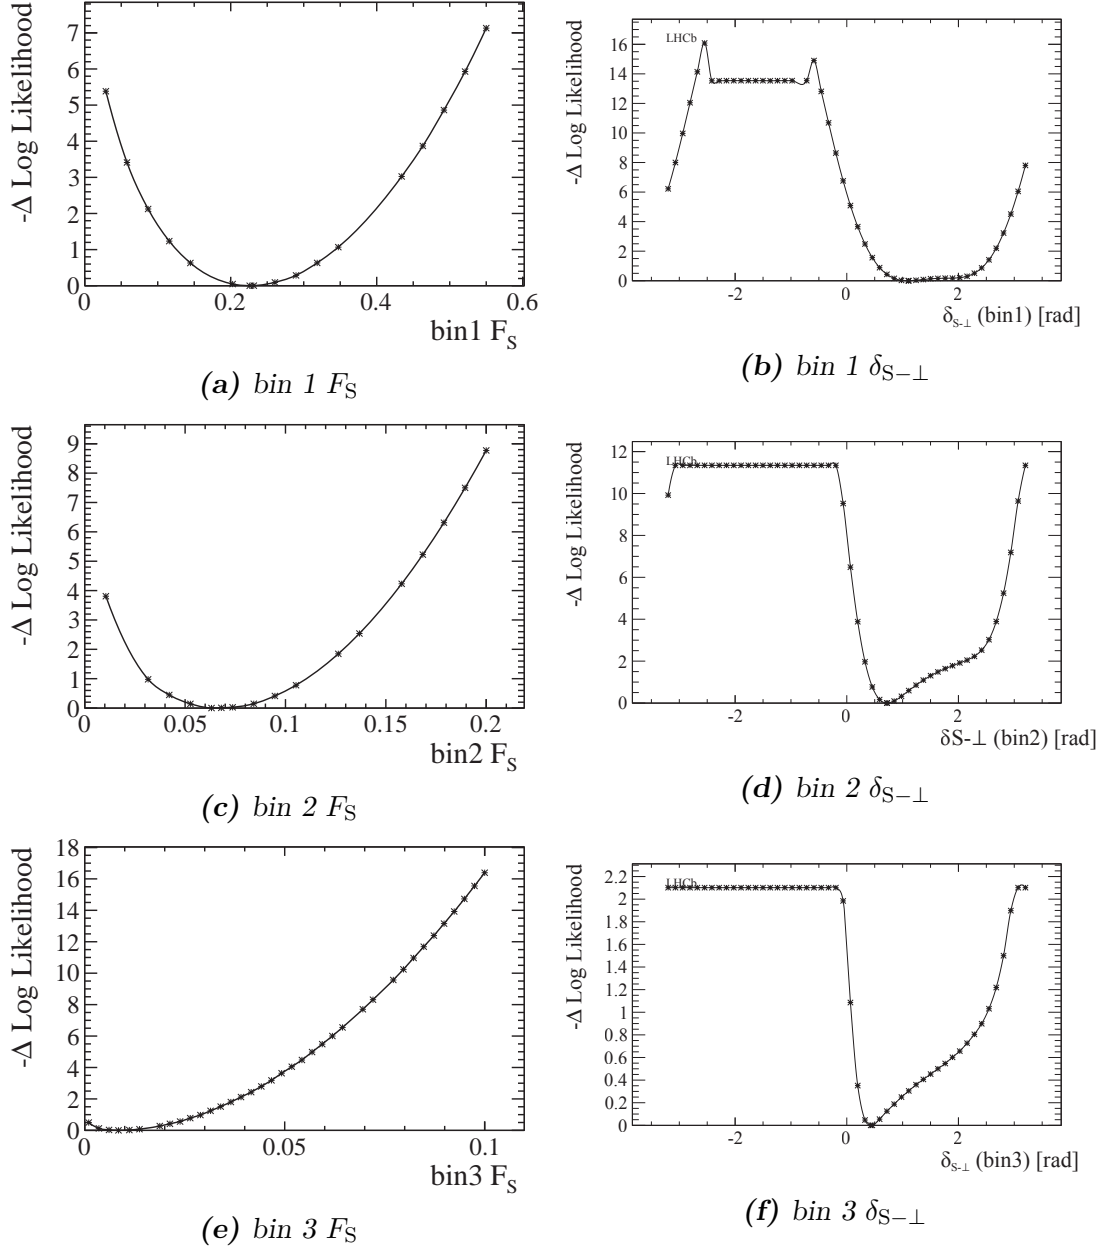 -Δ Log Likelihood
7
6
5
4
3
2
1
0
0 0.2 0.4 0.6
bin1 F_S
(a) bin 1 F_S
-Δ Log Likelihood
LHCb
16
14
12
10
8
6
4
2
0
-2 0 2
δ_S-⊥ (bin1) [rad]
(b) bin 1 δ_S−⊥
-Δ Log Likelihood
9
8
7
6
5
4
3
2
1
0
0 0.05 0.1 0.15 0.2
bin2 F_S
(c) bin 2 F_S
-Δ Log Likelihood
12
LHCb
10
8
6
4
2
0
-2 0 2
δS-⊥ (bin2) [rad]
(d) bin 2 δ_S−⊥
-Δ Log Likelihood
18
16
14
12
10
8
6
4
2
0
0.05 0.1
bin3 F_S
(e) bin 3 F_S
-Δ Log Likelihood
2.2
LHCb
2
1.8
1.6
1.4
1.2
1
0.8
0.6
0.4
0.2
0
-2 0 2
δ_S-⊥ (bin3) [rad]
(f) bin 3 δ_S−⊥